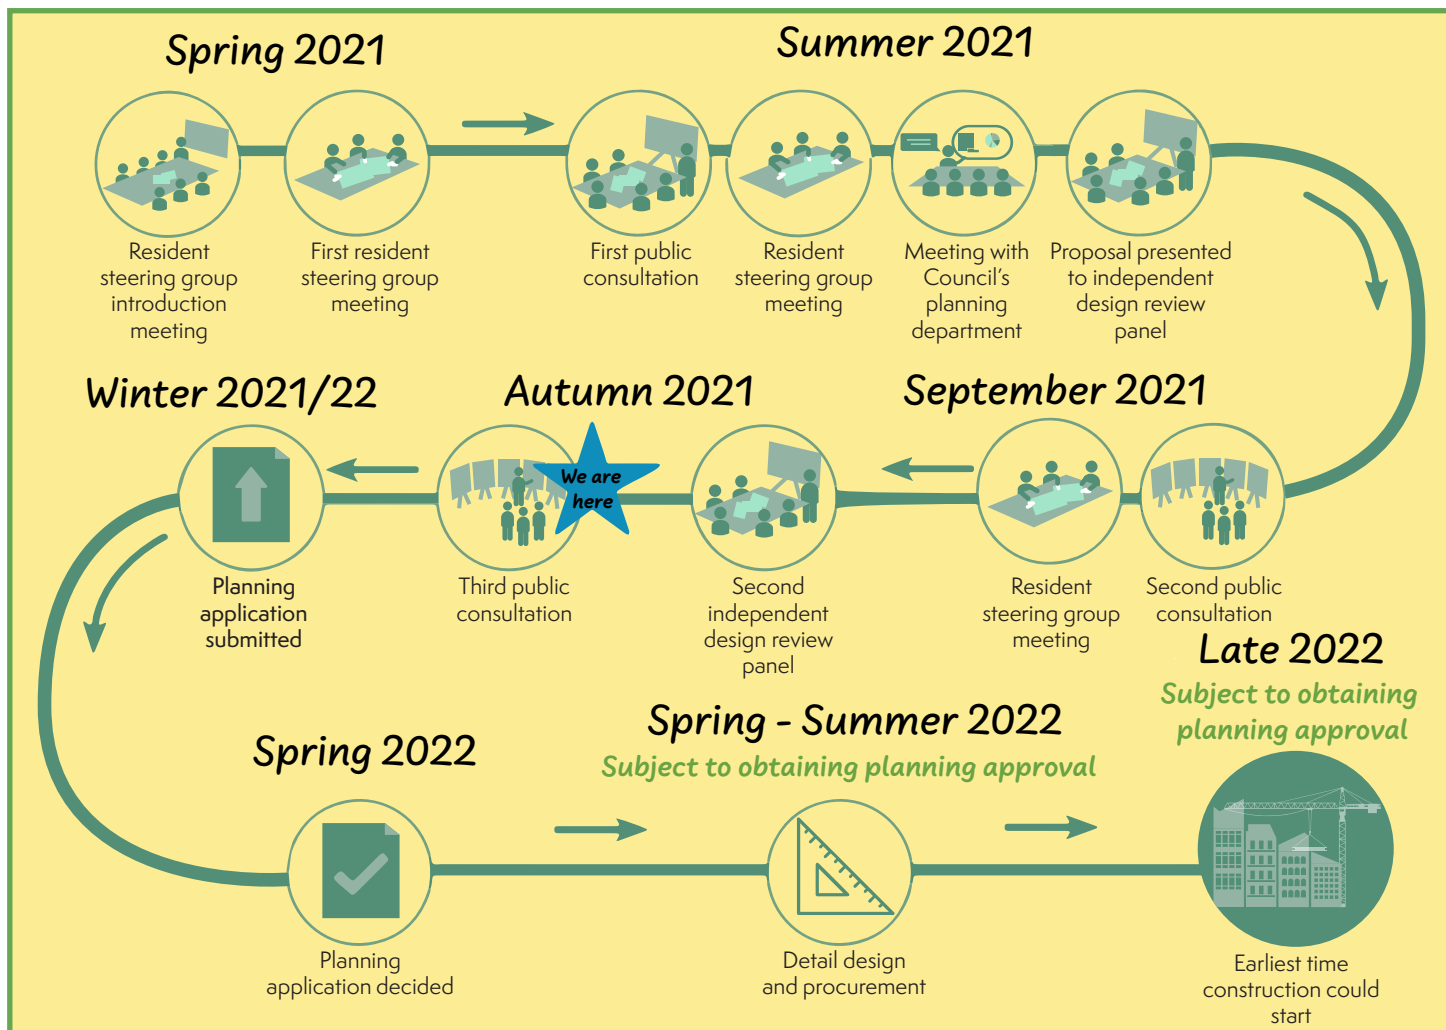 Spring 2021
Resident
steering group
introduction
meeting
First resident
steering group
meeting
Summer 2021
First public
consultation
Resident
steering group
meeting
Meeting with
Council's
planning
department
Proposal presented
to independent
design review
panel
September 2021
Second public
consultation
Resident
steering group
meeting
Autumn 2021
Second
independent
design review
panel
We are
here
Third public
consultation
Winter 2021/22
Planning
application
submitted
Spring 2022
Planning
application decided
Spring - Summer 2022
Subject to obtaining planning approval
Detail design
and procurement
Late 2022
Subject to obtaining
planning approval
Earliest time
construction could
start